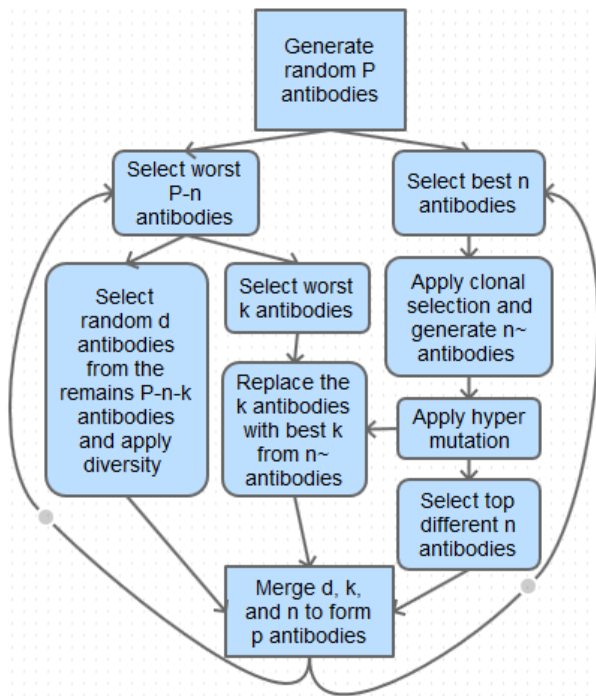 Generate
random P
antibodies
Select worst
P-n
antibodies
Select best n
antibodies
Select
random d
antibodies
from the
remains P-n-k
antibodies
and apply
diversity
Select worst
k antibodies
Apply clonal
selection and
generate n~
antibodies
Replace the
k antibodies
with best k
from n~
antibodies
Apply hyper
mutation
Select top
different n
antibodies
Merge d, k,
and n to form
p antibodies